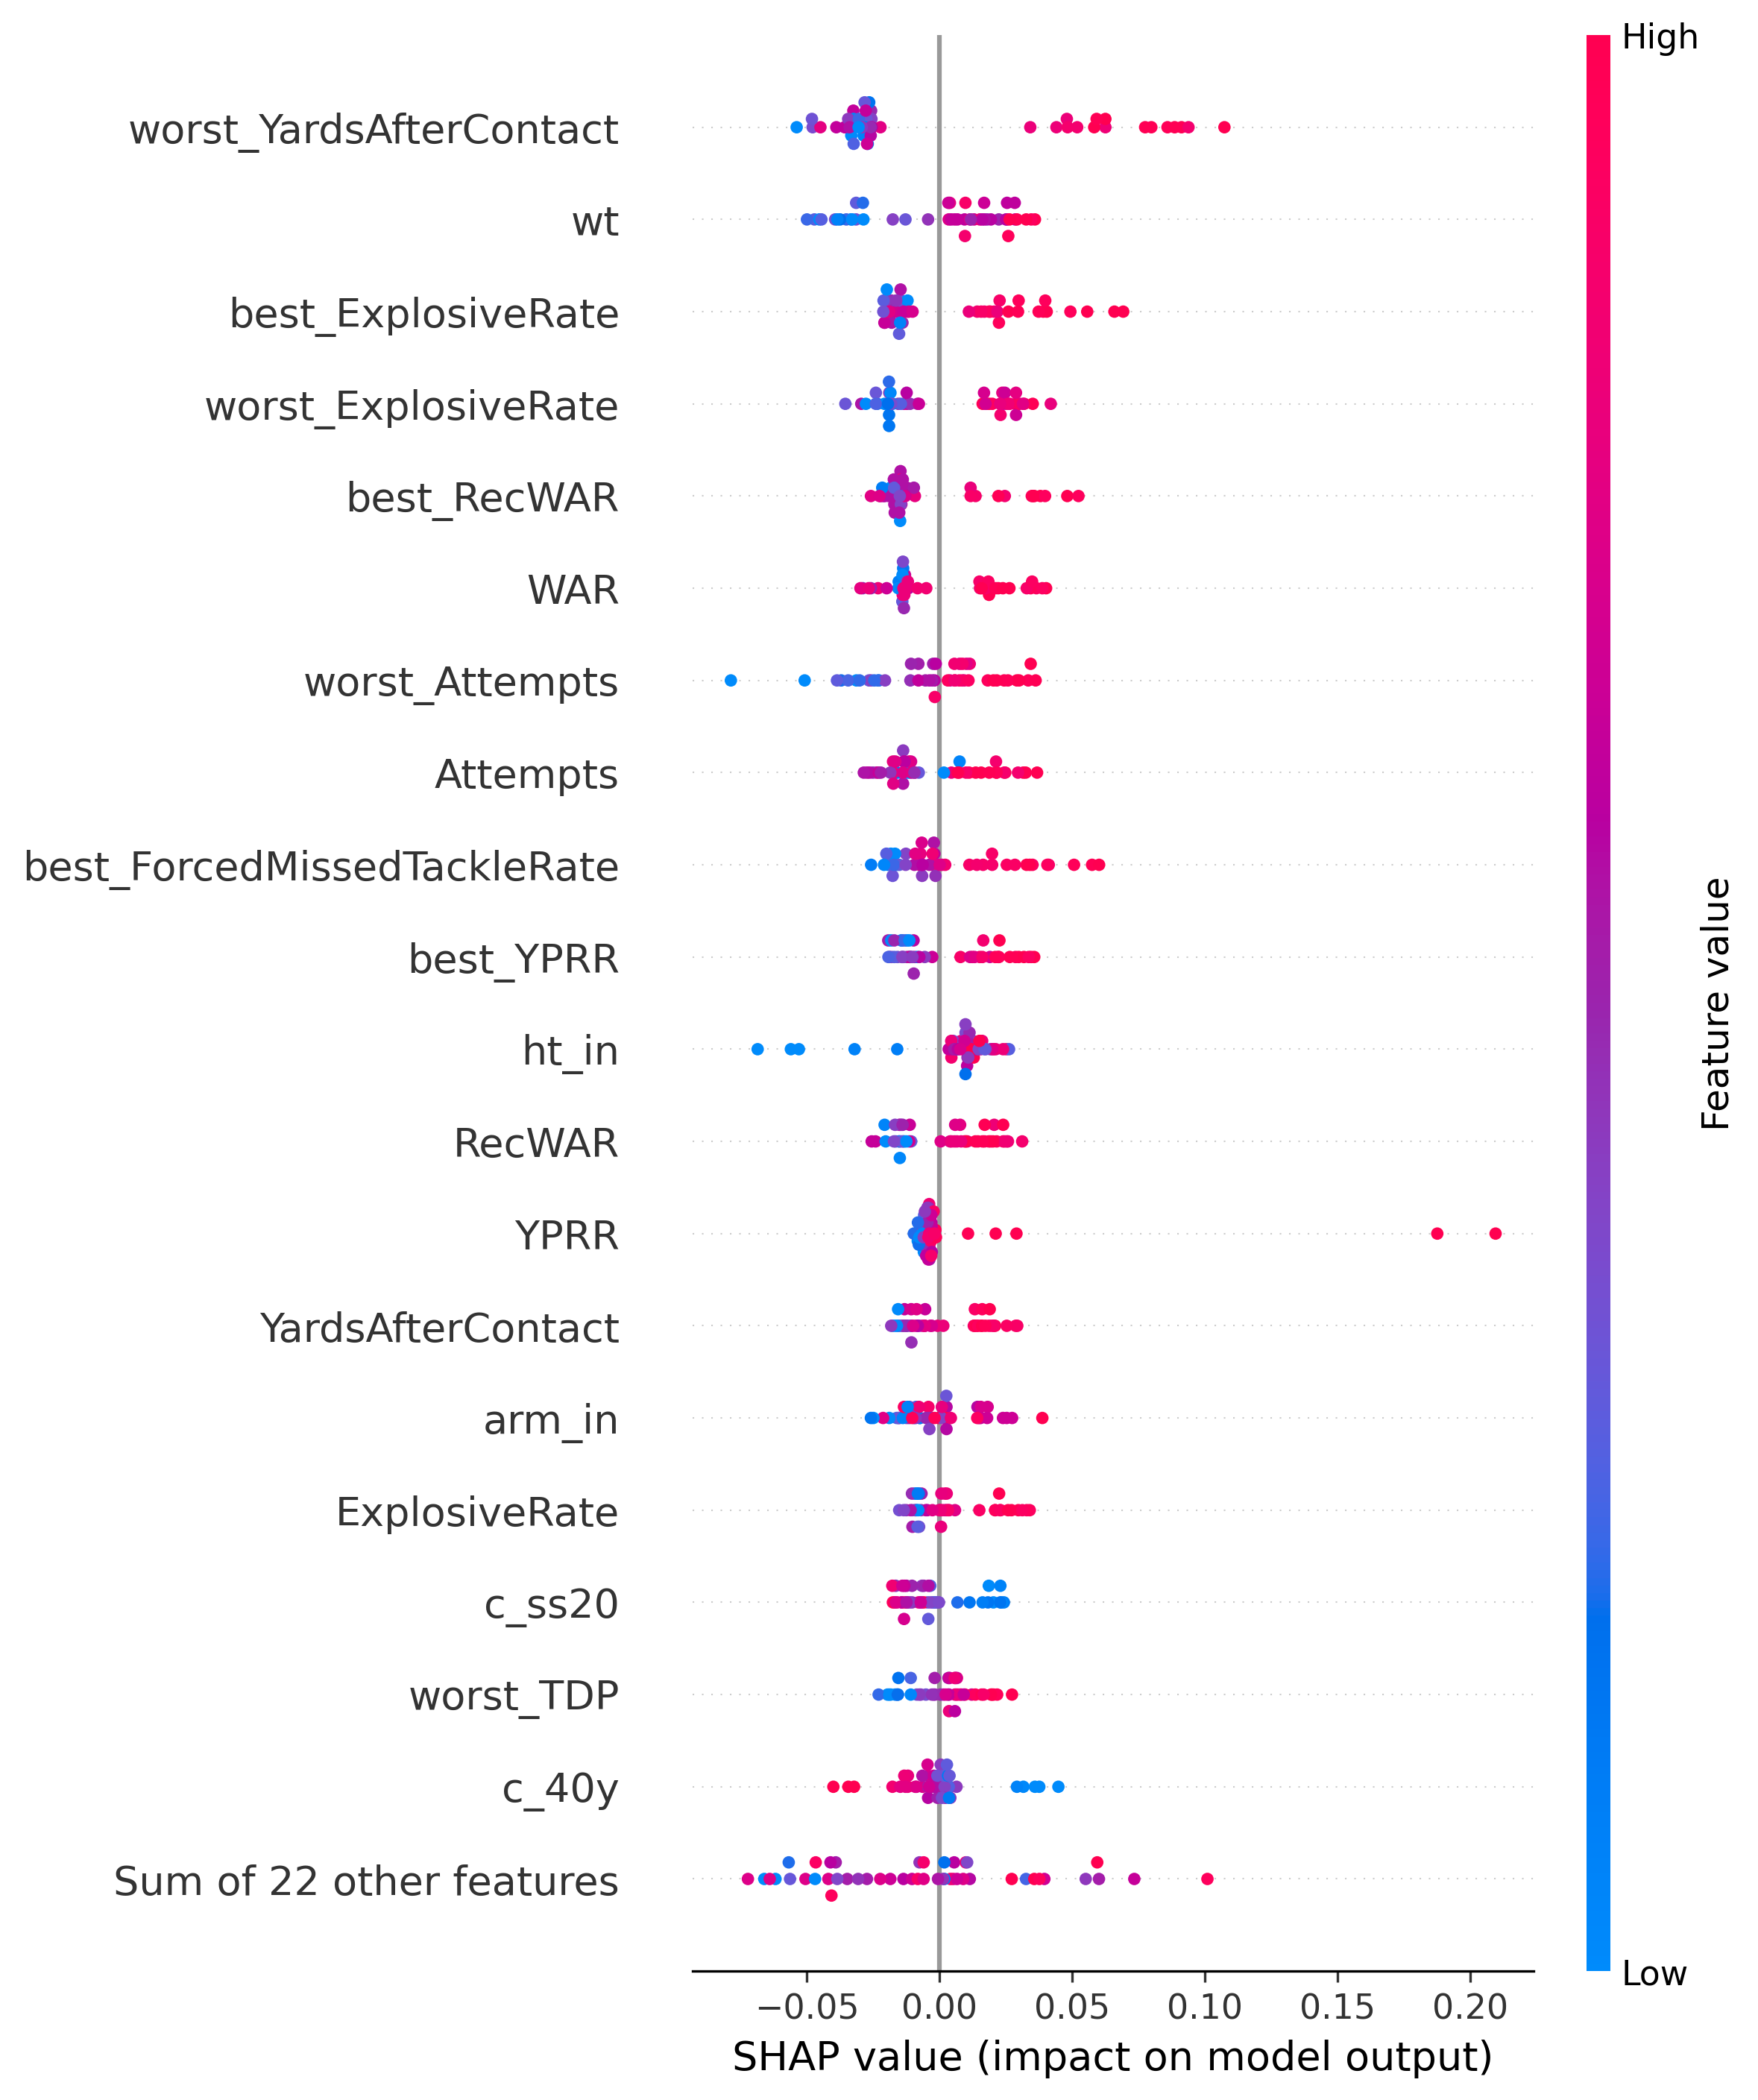 High
worst_YardsAfterContact
wt
best_ExplosiveRate
worst_ExplosiveRate
best_RecWAR
WAR
worst_Attempts
Attempts
best_ForcedMissedTackleRate
best_YPRR
ht_in
RecWAR
YPRR
YardsAfterContact
arm_in
ExplosiveRate
c_ss20
worst_TDP
c_40y
Sum of 22 other features
Feature value
Low
−0.05 0.00 0.05 0.10 0.15 0.20
SHAP value (impact on model output)